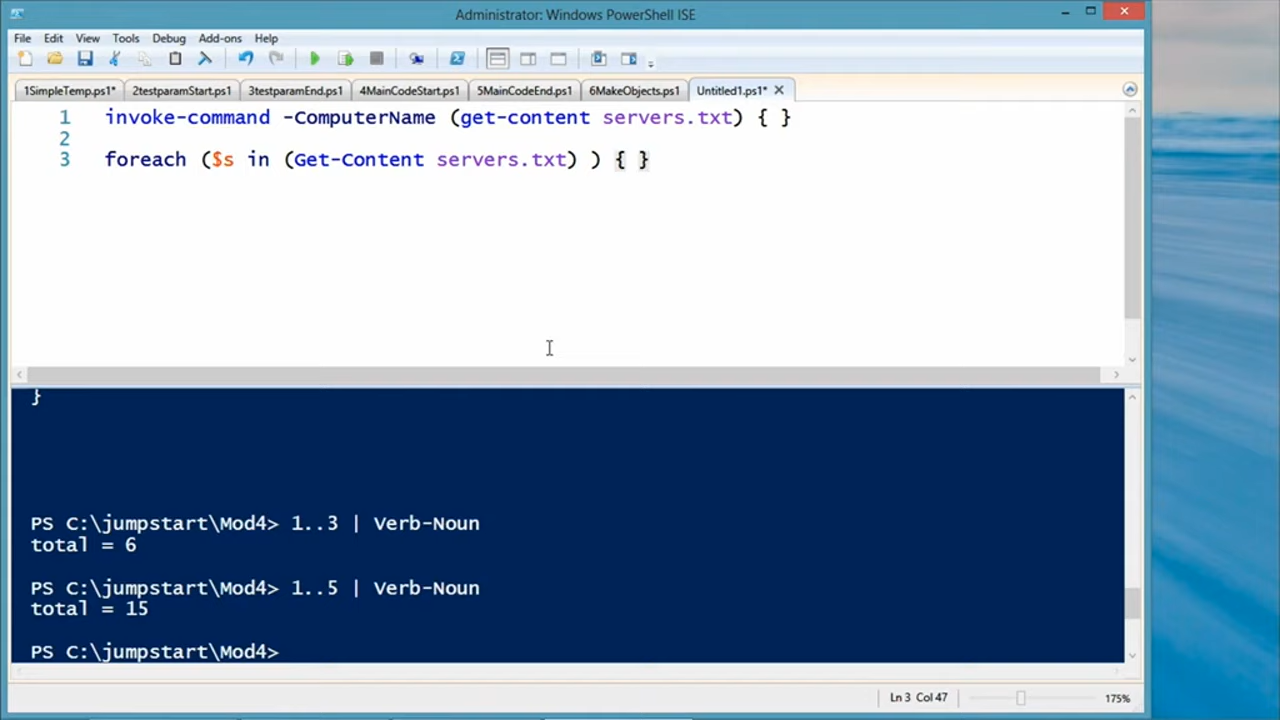 Administrator: Windows PowerShell ISE
File Edit View Tools Debug Add-ons Help
1SimpleTemp.ps1* 2testparamStart.ps1 3testparamEnd.ps1 4MainCodeStart.ps1 5MainCodeEnd.ps1 6MakeObjects.ps1 Untitled1.ps1*
1 invoke-command -ComputerName (get-content servers.txt) { }
2
3 foreach ($s in (Get-Content servers.txt) ) { }
}
PS C:\jumpstart\Mod4> 1..3 | Verb-Noun
total = 6
PS C:\jumpstart\Mod4> 1..5 | Verb-Noun
total = 15
PS C:\jumpstart\Mod4>
Ln 3 Col 47 175%